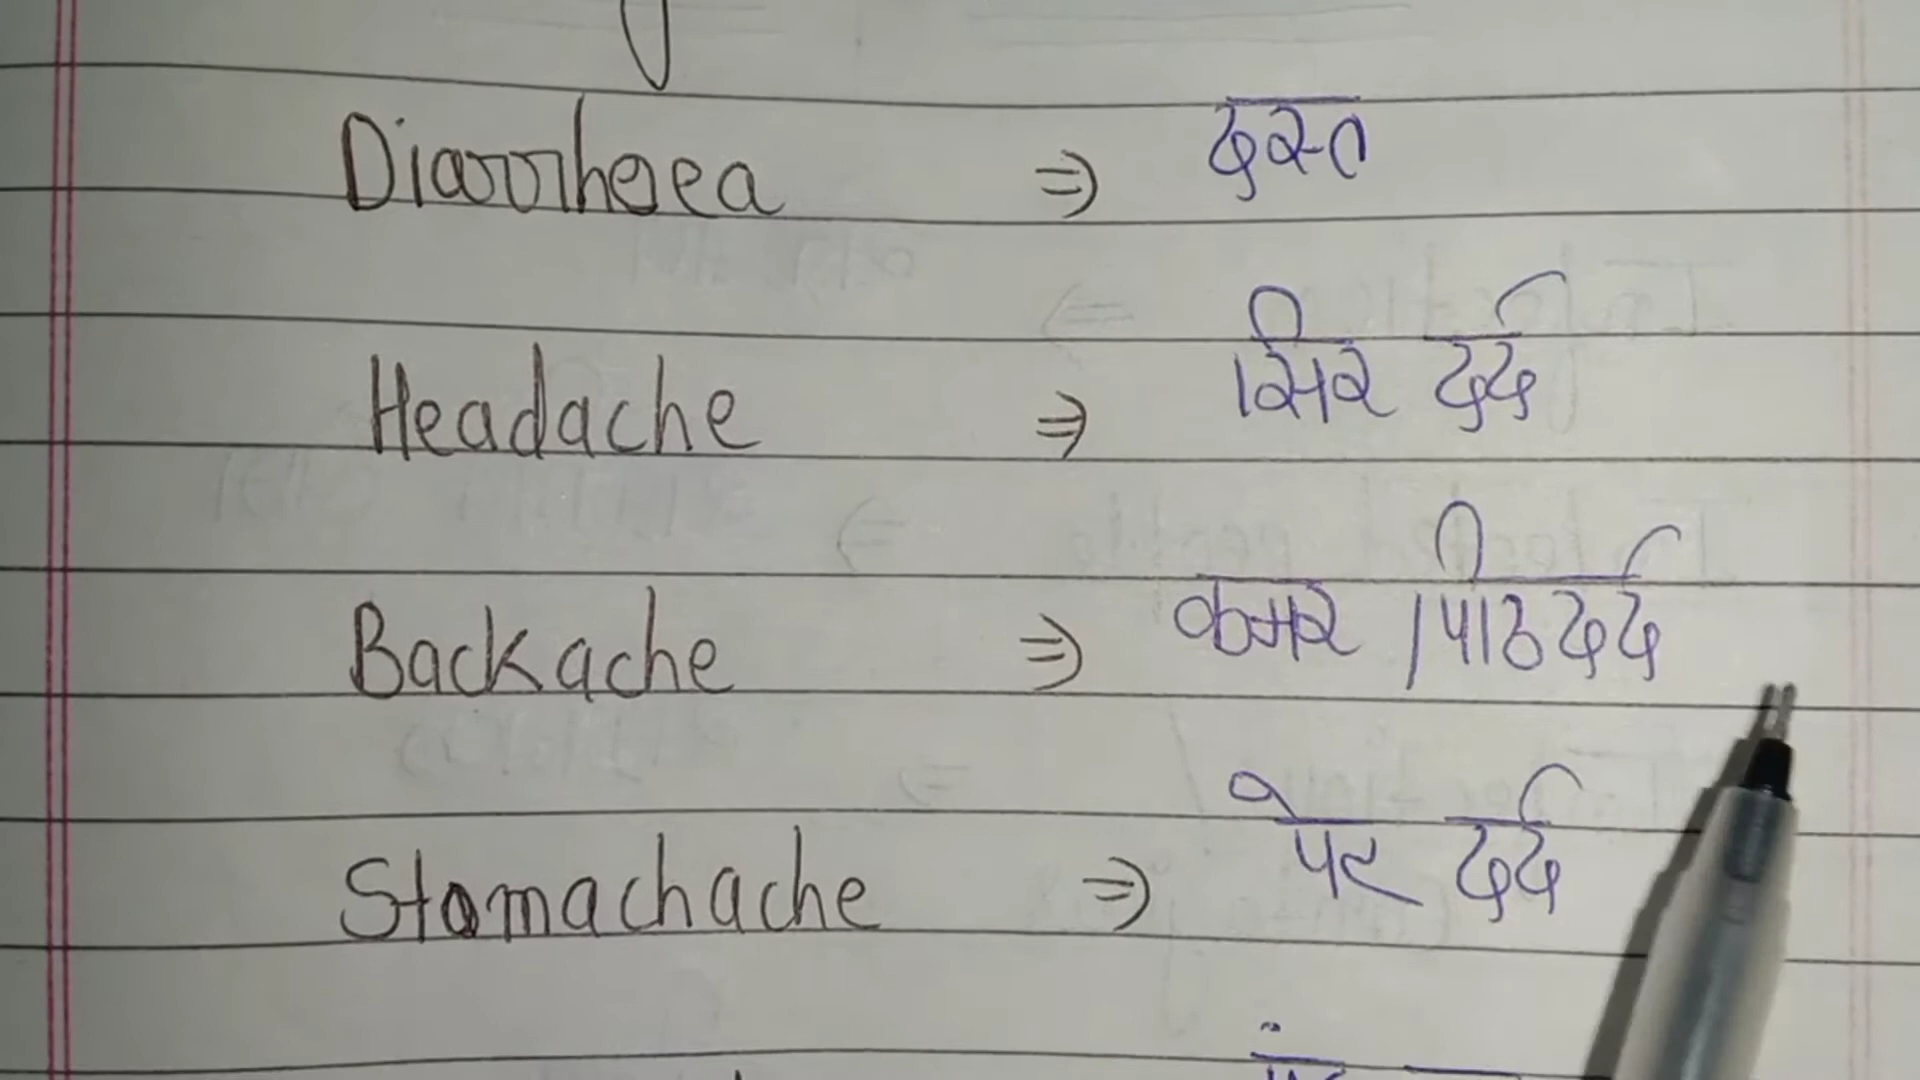 Diarrhoea ⇒ दस्त
Headache ⇒ सिर दर्द
Backache ⇒ कमर / पीठ दर्द
Stomachache ⇒ पेट दर्द